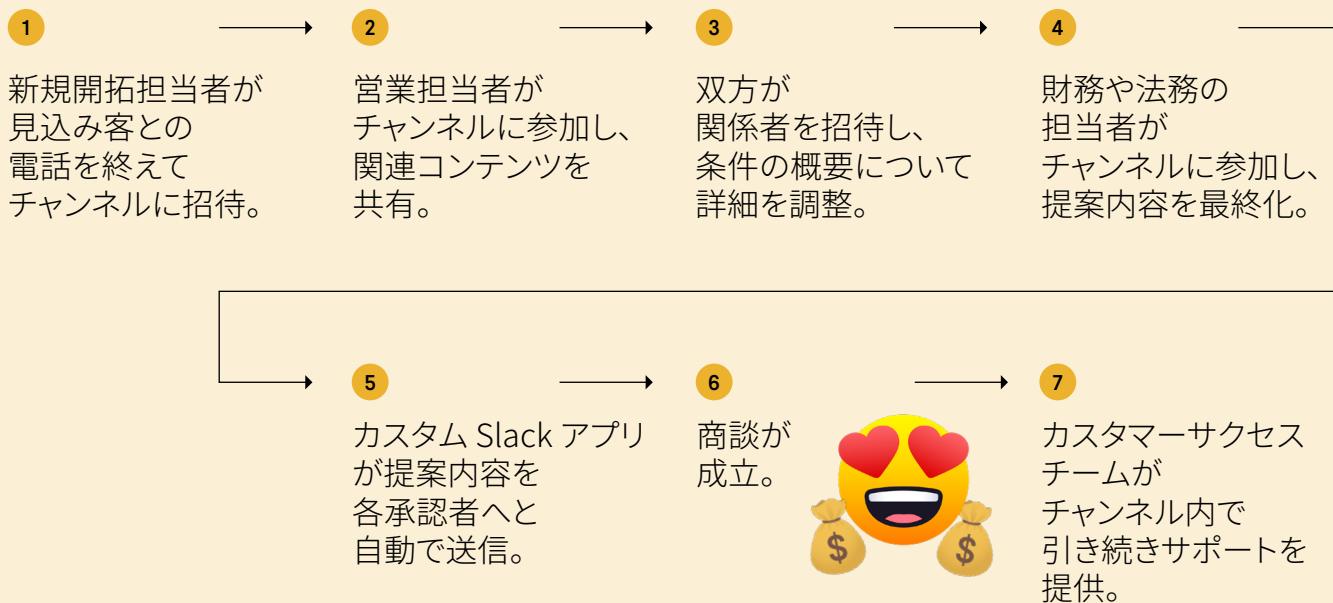 1
新規開拓担当者が
見込み客との
電話を終えて
チャンネルに招待。
2
営業担当者が
チャンネルに参加し、
関連コンテンツを
共有。
3
双方が
関係者を招待し、
条件の概要について
詳細を調整。
4
財務や法務の
担当者が
チャンネルに参加し、
提案内容を最終化。
5
カスタム Slack アプリ
が提案内容を
各承認者へと
自動で送信。
6
商談が
成立。
$
$
7
カスタマーサクセス
チームが
チャンネル内で
引き続きサポートを
提供。